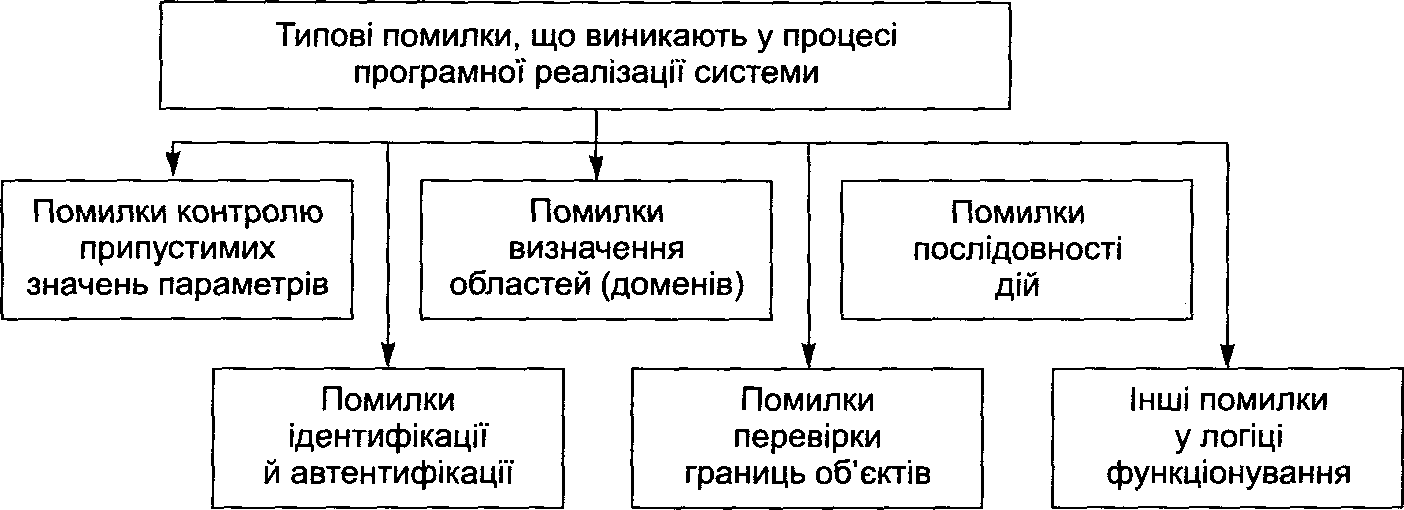 Типові помилки, що виникають у процесі
програмної реалізації системи
Помилки контролю
припустимих
значень параметрів
Помилки
визначення
областей (доменів)
Помилки
послідовності
дій
Помилки
ідентифікації
й автентифікації
Помилки
перевірки
границь об'єктів
Інші помилки
у логіці
функціонування